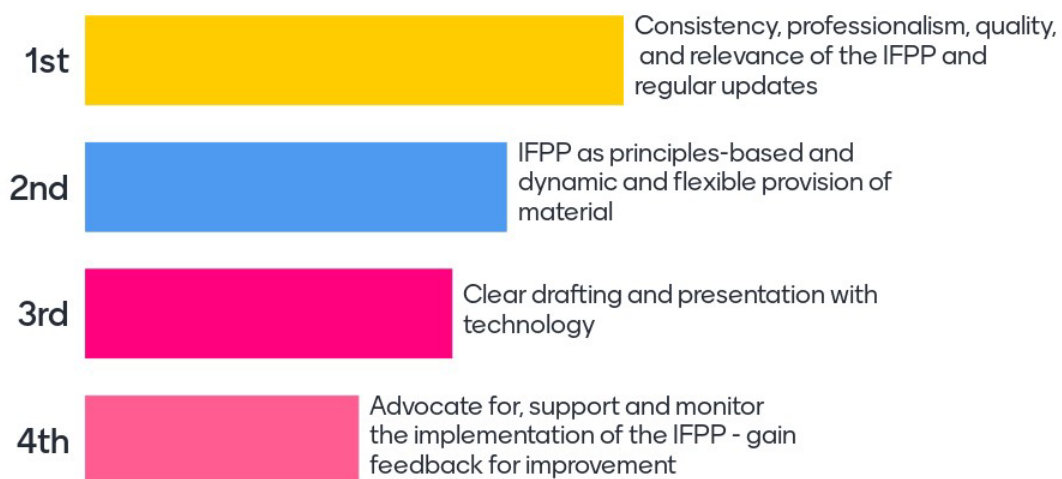 1st
Consistency, professionalism, quality,
and relevance of the IFPP and
regular updates
2nd
IFPP as principles-based and
dynamic and flexible provision of
material
3rd
Clear drafting and presentation with
technology
4th
Advocate for, support and monitor
the implementation of the IFPP - gain
feedback for improvement